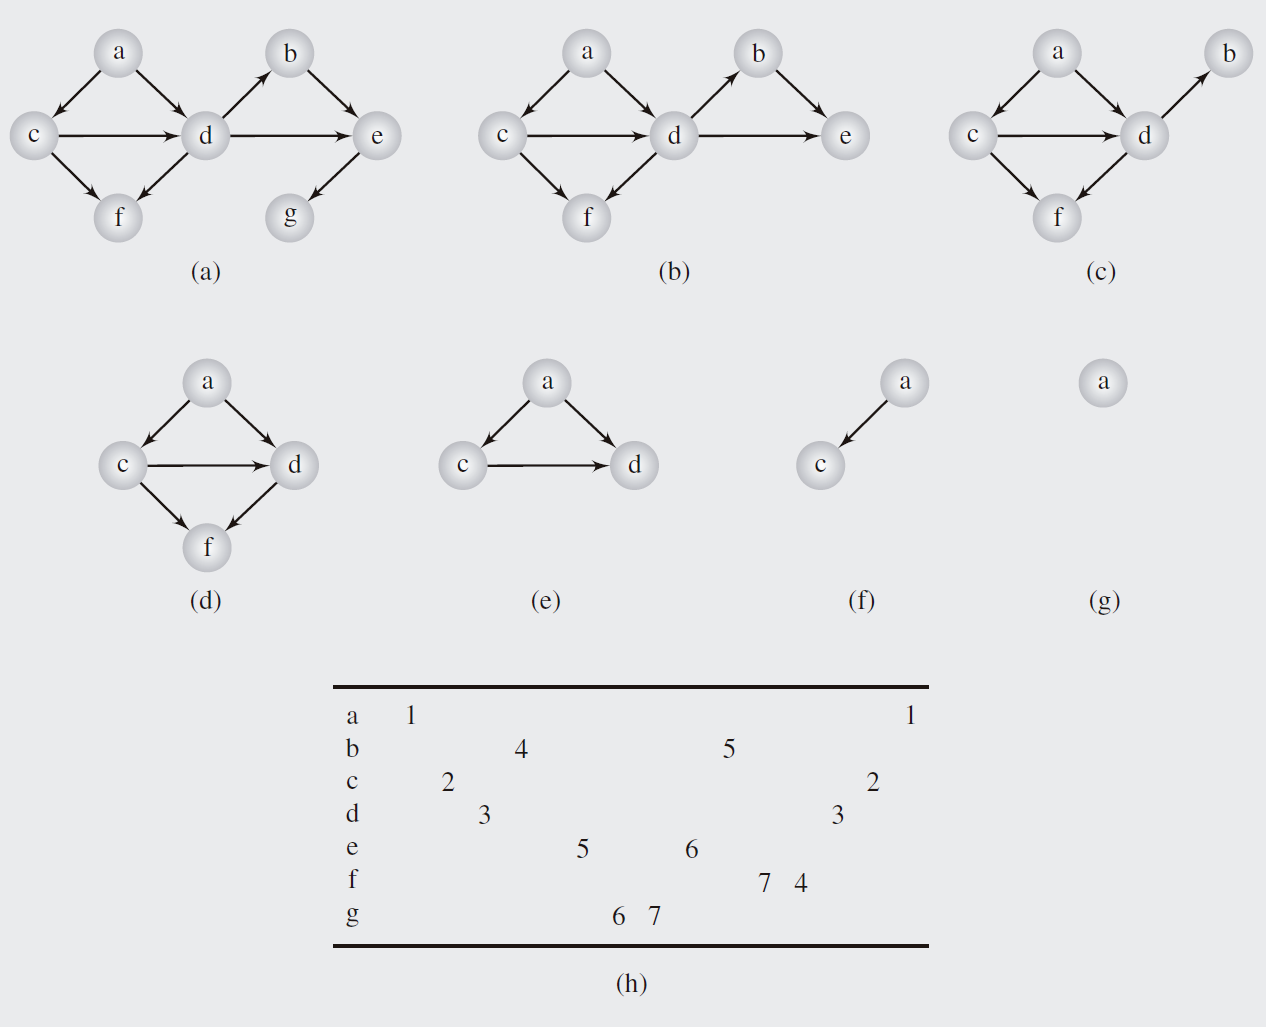 a b a b a b
c d e c d e c d
f g f f
(a) (b) (c)
a a a a
c d c d c
f
(d) (e) (f) (g)
a 1 1
b 4 5
c 2 2
d 3 3
e 5 6
f 7 4
g 6 7
(h)